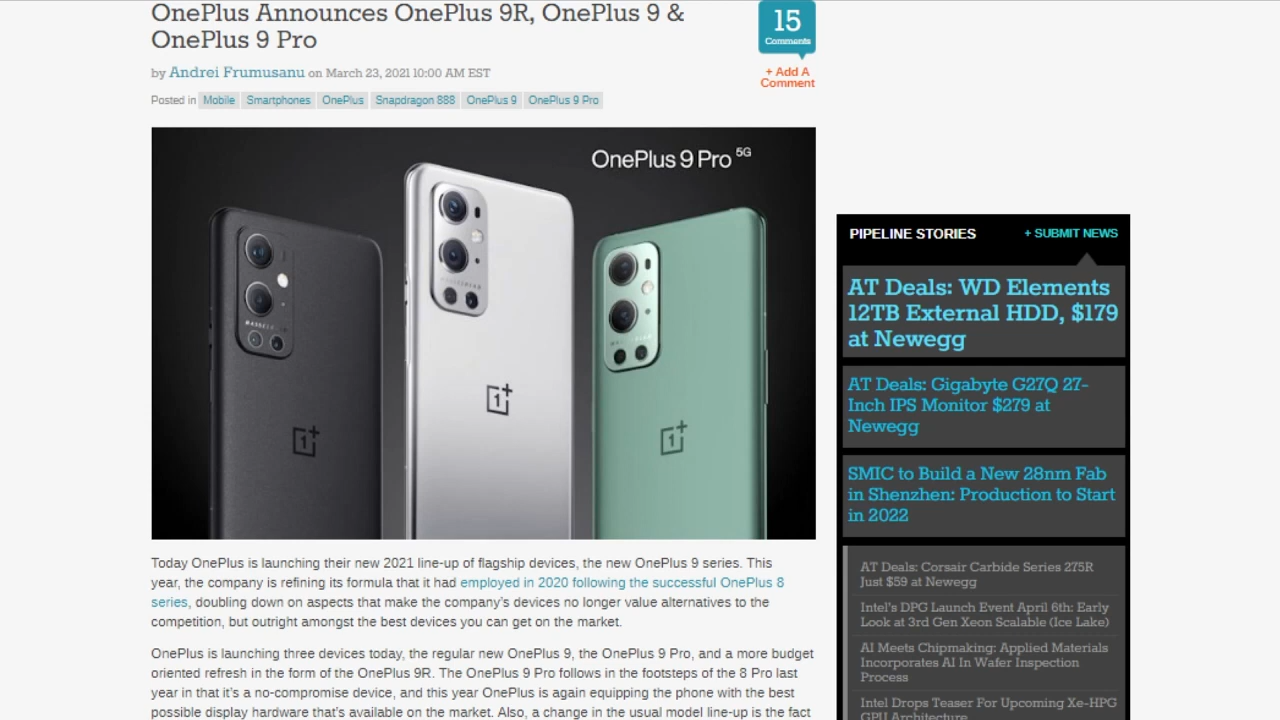 OnePlus Announces OnePlus 9R, OnePlus 9 &
OnePlus 9 Pro
by Andrei Frumusanu on March 23, 2021 10:00 AM EST
Posted in Mobile Smartphones OnePlus Snapdragon 888 OnePlus 9 OnePlus 9 Pro
15
Comments
+ Add A
Comment
OnePlus 9 Pro 5G
HASSELBLAD
1+
HASSELBLAD
1+
HASSELBLAD
1+
Today OnePlus is launching their new 2021 line-up of flagship devices, the new OnePlus 9 series. This
year, the company is refining its formula that it had employed in 2020 following the successful OnePlus 8
series, doubling down on aspects that make the company's devices no longer value alternatives to the
competition, but outright amongst the best devices you can get on the market.
OnePlus is launching three devices today, the regular new OnePlus 9, the OnePlus 9 Pro, and a more budget
oriented refresh in the form of the OnePlus 9R. The OnePlus 9 Pro follows in the footsteps of the 8 Pro last
year in that it's a no-compromise device, and this year OnePlus is again equipping the phone with the best
possible display hardware that's available on the market. Also, a change in the usual model line-up is the fact
PIPELINE STORIES
+ SUBMIT NEWS
AT Deals: WD Elements
12TB External HDD, $179
at Newegg
AT Deals: Gigabyte G27Q 27-
Inch IPS Monitor $279 at
Newegg
SMIC to Build a New 28nm Fab
in Shenzhen: Production to Start
in 2022
AT Deals: Corsair Carbide Series 275R
Just $59 at Newegg
Intel's DPG Launch Event April 6th: Early
Look at 3rd Gen Xeon Scalable (Ice Lake)
AI Meets Chipmaking: Applied Materials
Incorporates AI In Wafer Inspection
Process
Intel Drops Teaser For Upcoming Xe-HPG
GPU Architecture